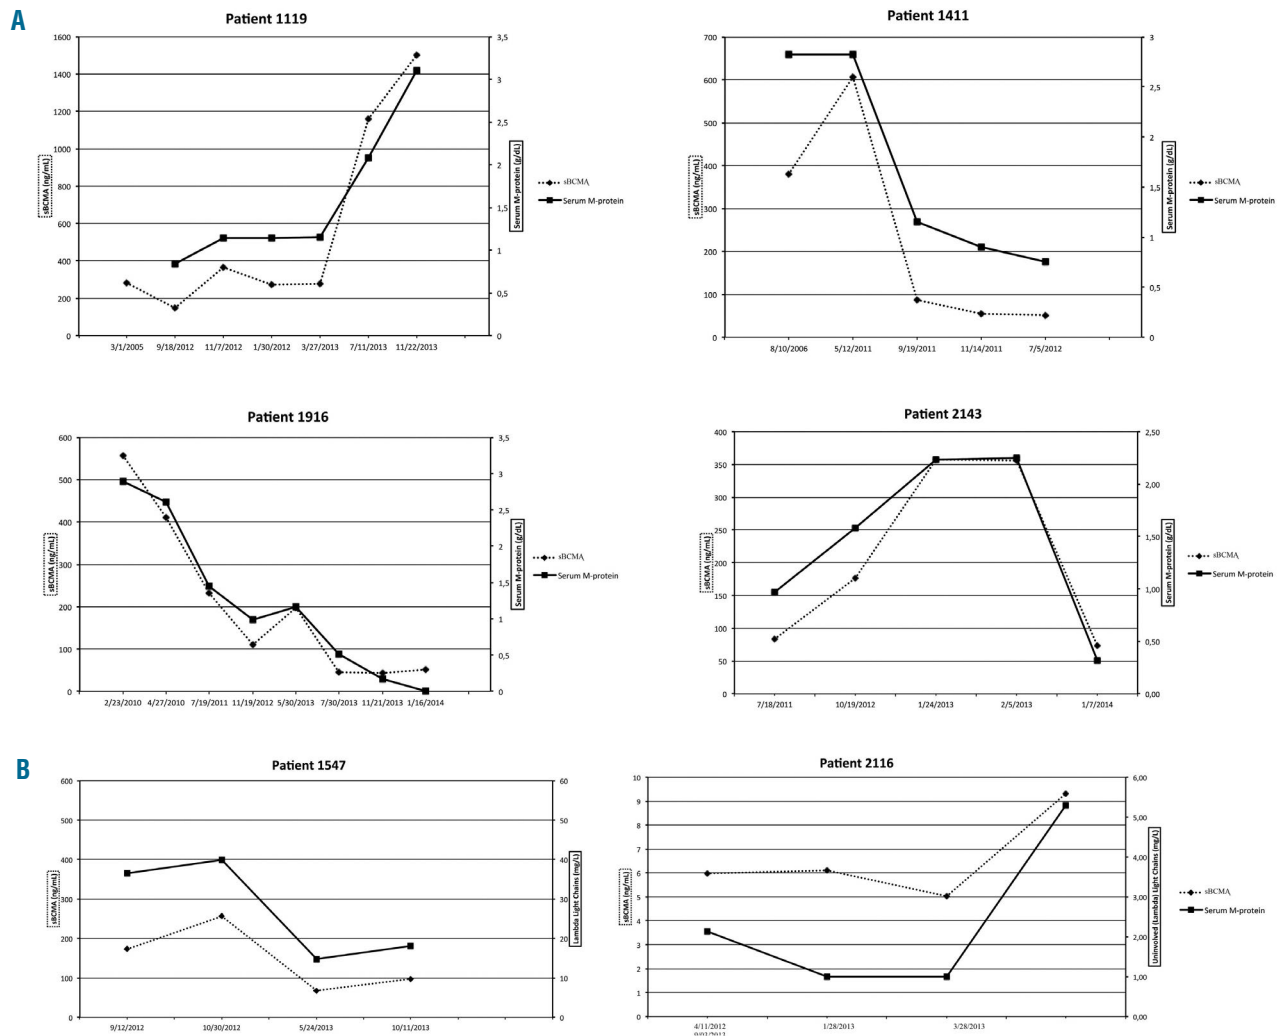 A
Patient 1119
1600
1400
1200
1000
800
600
400
200
0
3,5
3
2,5
2
1,5
1
0,5
0
sBCMA (ng/mL)
Serum M-protein (g/dL)
sBCMA
Serum M-protein
3/1/2005 9/18/2012 11/7/2012 1/30/2012 3/27/2013 7/11/2013 11/22/2013
Patient 1411
700
600
500
400
300
200
100
0
3
2,5
2
1,5
1
0,5
0
sBCMA (ng/mL)
Serum M-protein (g/dL)
sBCMA
Serum M-protein
8/10/2006 5/12/2011 9/19/2011 11/14/2011 7/5/2012
Patient 1916
600
500
400
300
200
100
0
3,5
3
2,5
2
1,5
1
0,5
0
sBCMA (ng/mL)
Serum M-protein (g/dL)
sBCMA
Serum M-protein
2/23/2010 4/27/2010 7/19/2011 11/19/2012 5/30/2013 7/30/2013 11/21/2013 1/16/2014
Patient 2143
400
350
300
250
200
150
100
50
0
2,50
2,00
1,50
1,00
0,50
0,00
sBCMA (ng/mL)
Serum M-protein (g/dL)
sBCMA
Serum M-protein
7/18/2011 10/19/2012 1/24/2013 2/5/2013 1/7/2014
B
Patient 1547
600
500
400
300
200
100
0
60
50
40
30
20
10
0
sBCMA (ng/mL)
Lambda Light Chains (mg/L)
9/12/2012 10/30/2012 5/24/2013 10/11/2013
Patient 2116
10
9
8
7
6
5
4
3
2
1
0
6,00
5,00
4,00
3,00
2,00
1,00
0,00
sBCMA (ng/mL)
Uninvolved (Lambda) Light Chains (mg/L)
sBCMA
Serum M-protein
4/11/2012 1/28/2013 3/28/2013